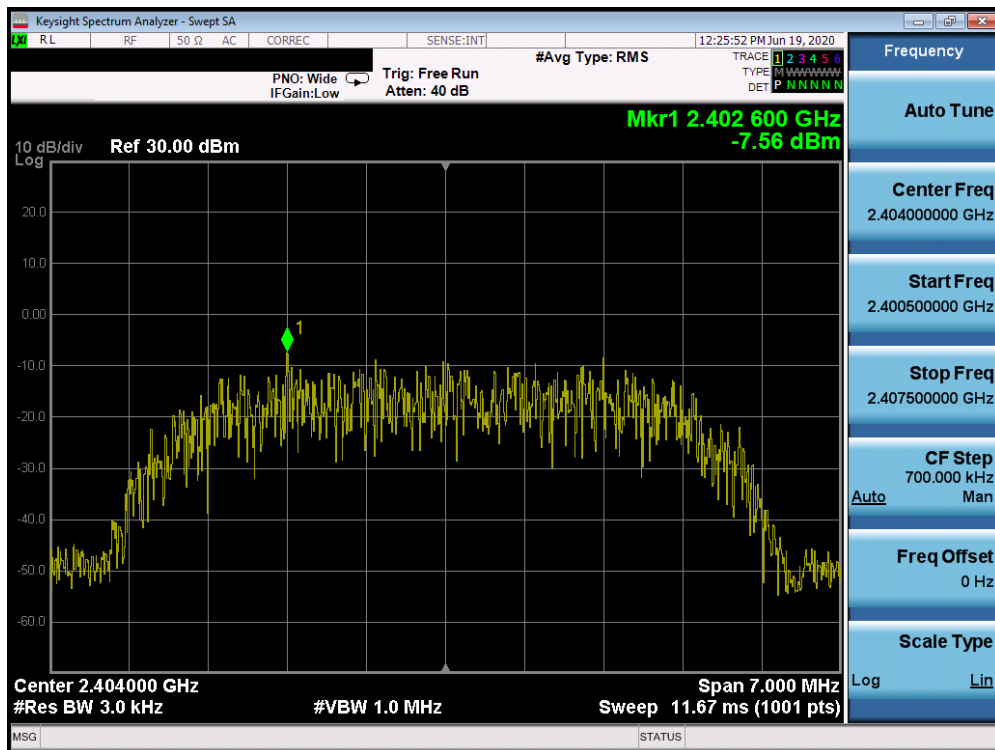 Keysight Spectrum Analyzer - Swept SA
LXI RL RF 50 Ω AC CORREC SENSE:INT 12:25:52 PM Jun 19, 2020
#Avg Type: RMS TRACE 1 2 3 4 5 6
PNO: Wide Trig: Free Run TYPE M W W W W W
IFGain:Low Atten: 40 dB DET P N N N N N
Mkr1 2.402 600 GHz
-7.56 dBm
10 dB/div Ref 30.00 dBm
Log
20.0
10.0
0.00
1
-10.0
-20.0
-30.0
-40.0
-50.0
-60.0
Center 2.404000 GHz Span 7.000 MHz
#Res BW 3.0 kHz #VBW 1.0 MHz Sweep 11.67 ms (1001 pts)
MSG STATUS
Frequency
Auto Tune
Center Freq
2.404000000 GHz
Start Freq
2.400500000 GHz
Stop Freq
2.407500000 GHz
CF Step
700.000 kHz
Auto Man
Freq Offset
0 Hz
Scale Type
Log Lin